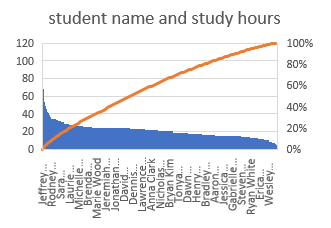 student name and study hours
120
100
80
60
40
20
0
100%
80%
60%
40%
20%
0%
Jeffrey...
Rodney...
Sara...
Laurie...
Michelle...
Brenda...
Marie Wood
Jeremiah...
Jonathan...
David...
Dennis...
Lawrence...
Anna Clark
Nicholas...
Bryan Kim
Tonya...
Dawn...
Henry...
Bradley...
Aaron...
Jessica...
Gabrielle...
Steven...
Ryan White
Erica...
Wesley...